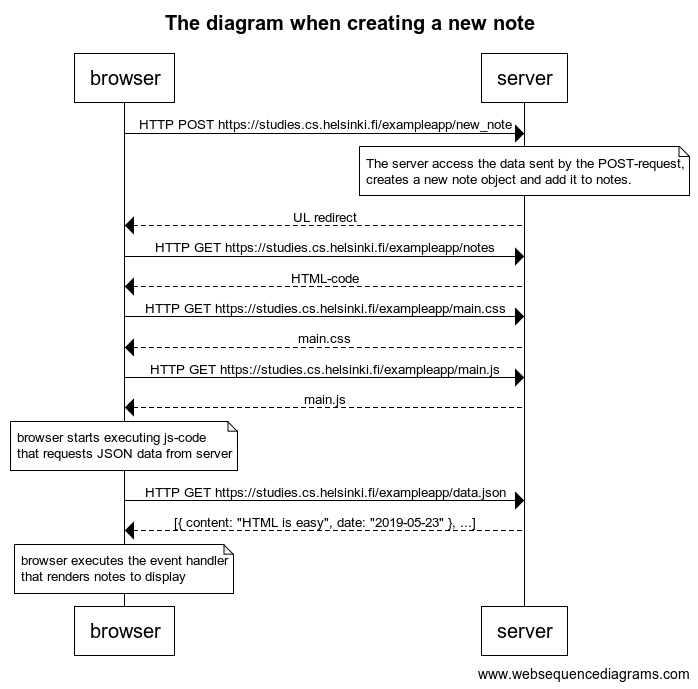 The diagram when creating a new note
browser
server
HTTP POST https://studies.cs.helsinki.fi/exampleapp/new_note
The server access the data sent by the POST-request,
creates a new note object and add it to notes.
UL redirect
HTTP GET https://studies.cs.helsinki.fi/exampleapp/notes
HTML-code
HTTP GET https://studies.cs.helsinki.fi/exampleapp/main.css
main.css
HTTP GET https://studies.cs.helsinki.fi/exampleapp/main.js
main.js
browser starts executing js-code
that requests JSON data from server
HTTP GET https://studies.cs.helsinki.fi/exampleapp/data.json
[{ content: "HTML is easy", date: "2019-05-23" }, ...]
browser executes the event handler
that renders notes to display
browser
server
www.websequencediagrams.com